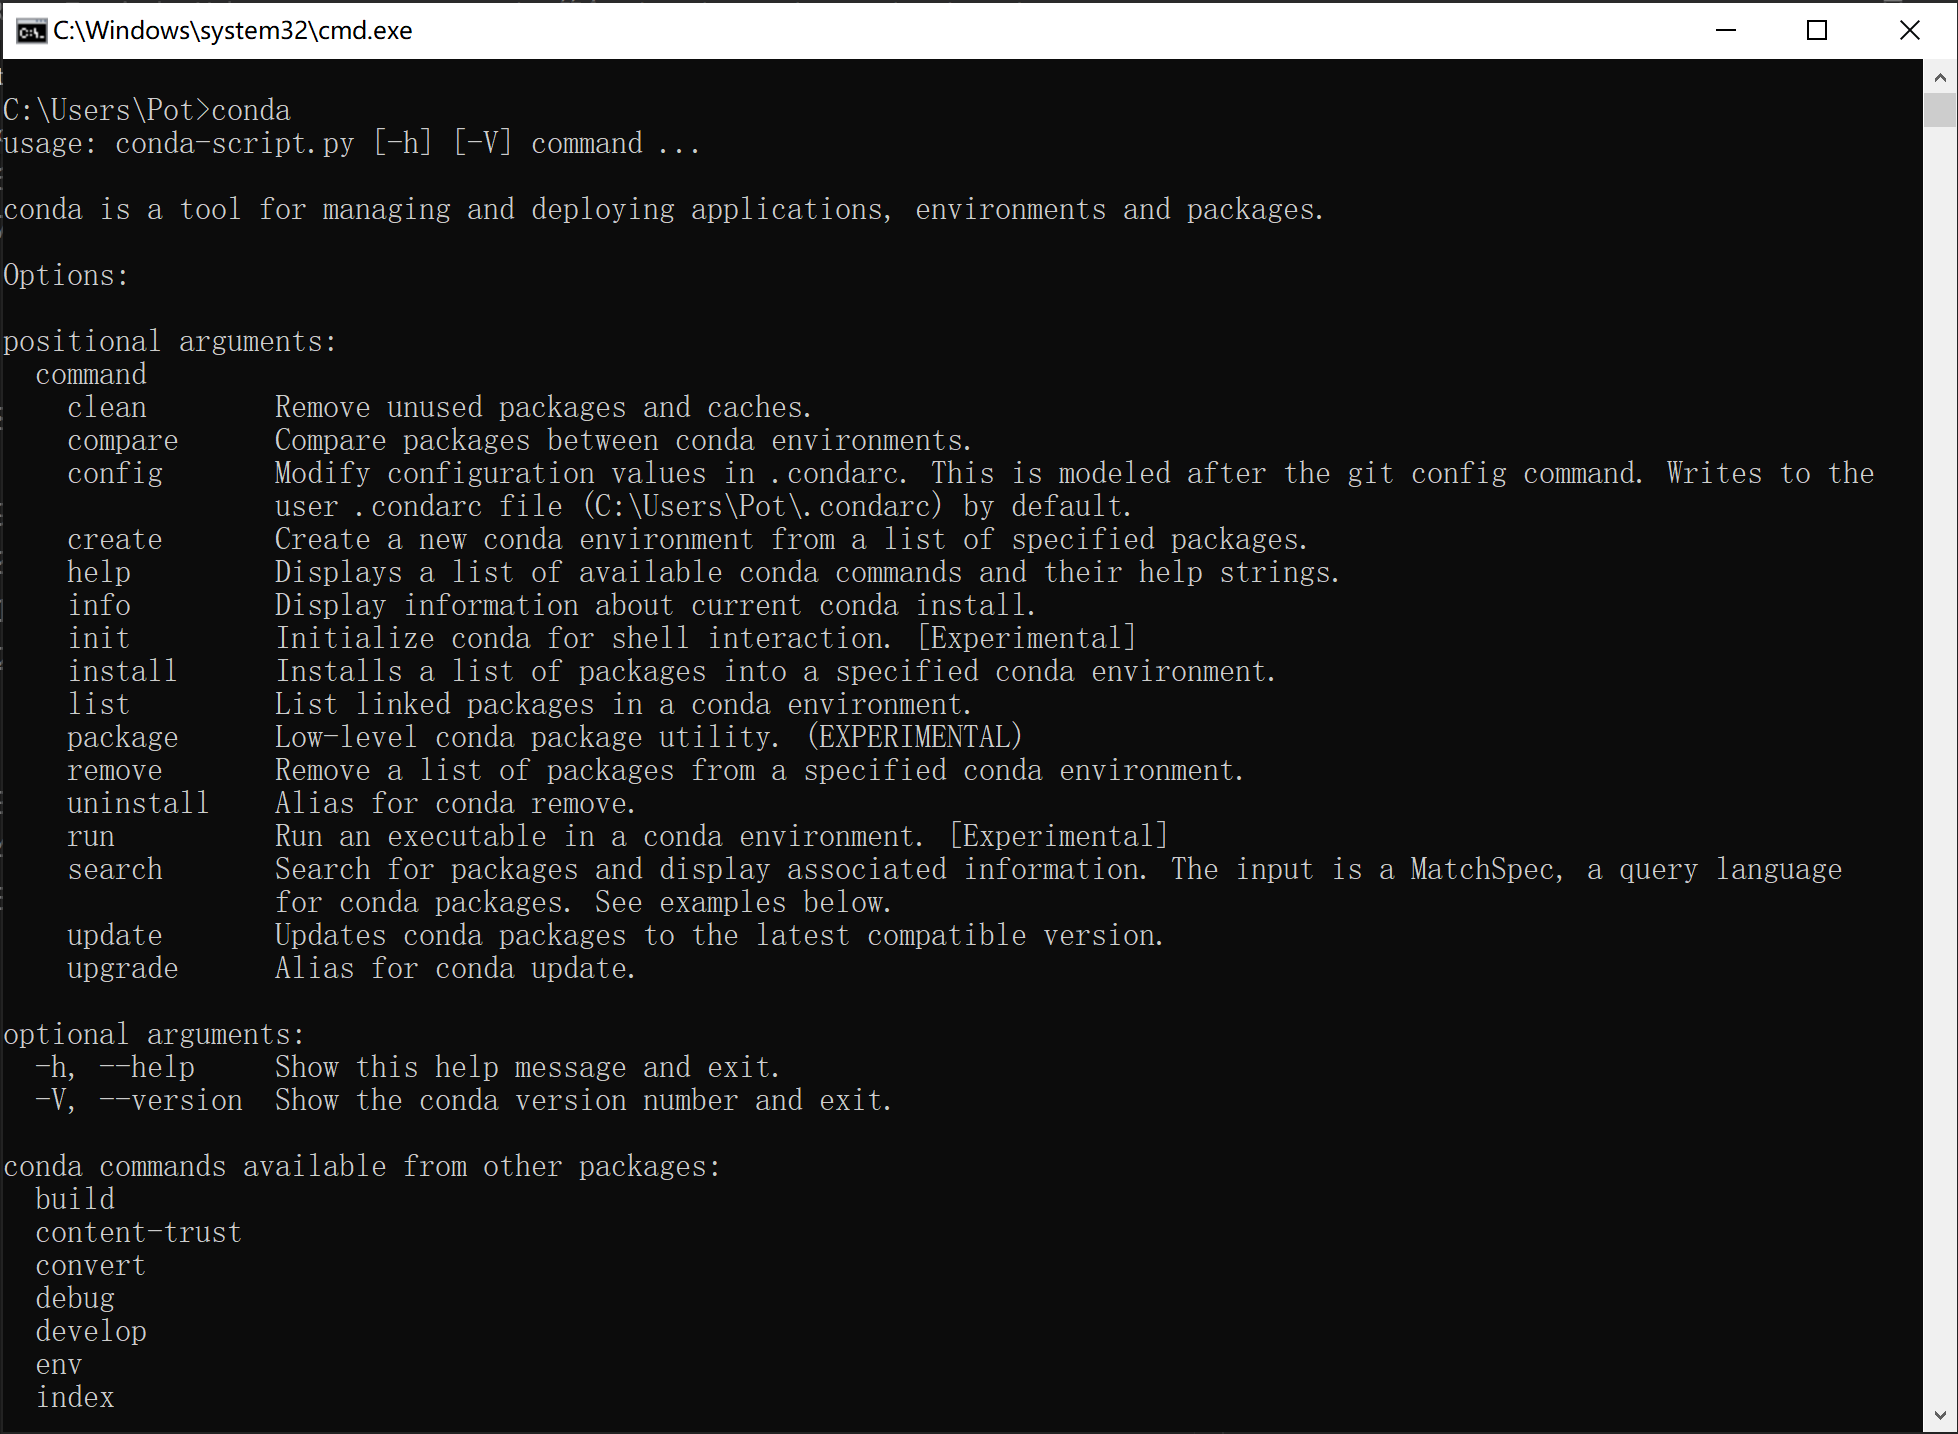 C:\Windows\system32\cmd.exe
C:\Users\Pot>conda
usage: conda-script.py [-h] [-V] command ...
conda is a tool for managing and deploying applications, environments and packages.
Options:
positional arguments:
  command
    clean        Remove unused packages and caches.
    compare      Compare packages between conda environments.
    config       Modify configuration values in .condarc. This is modeled after the git config command. Writes to the
                 user .condarc file (C:\Users\Pot\.condarc) by default.
    create       Create a new conda environment from a list of specified packages.
    help         Displays a list of available conda commands and their help strings.
    info         Display information about current conda install.
    init         Initialize conda for shell interaction. [Experimental]
    install      Installs a list of packages into a specified conda environment.
    list         List linked packages in a conda environment.
    package      Low-level conda package utility. (EXPERIMENTAL)
    remove       Remove a list of packages from a specified conda environment.
    uninstall    Alias for conda remove.
    run          Run an executable in a conda environment. [Experimental]
    search       Search for packages and display associated information. The input is a MatchSpec, a query language
                 for conda packages. See examples below.
    update       Updates conda packages to the latest compatible version.
    upgrade      Alias for conda update.
optional arguments:
  -h, --help     Show this help message and exit.
  -V, --version  Show the conda version number and exit.
conda commands available from other packages:
  build
  content-trust
  convert
  debug
  develop
  env
  index